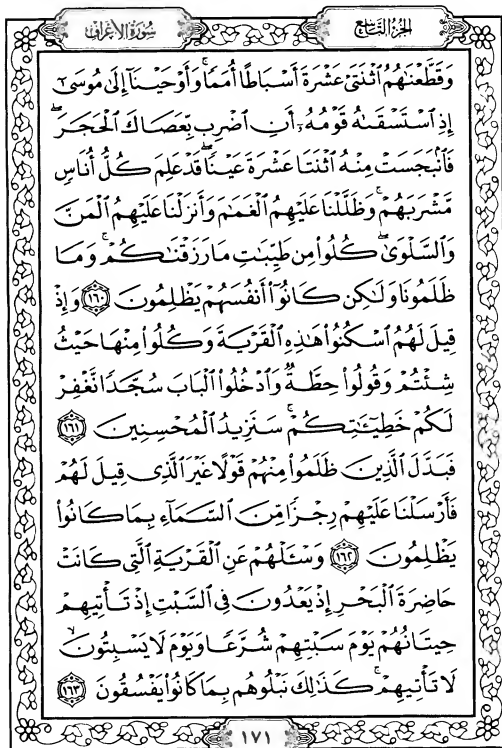 الجزء التاسع
سورة الأعراف
وَقَطَّعْنَٰهُمُ ٱثْنَتَىْ عَشْرَةَ أَسْبَاطًا أُمَمًا ۚ وَأَوْحَيْنَآ إِلَىٰ مُوسَىٰٓ
إِذِ ٱسْتَسْقَىٰهُ قَوْمُهُۥٓ أَنِ ٱضْرِب بِّعَصَاكَ ٱلْحَجَرَ ۖ
فَٱنۢبَجَسَتْ مِنْهُ ٱثْنَتَا عَشْرَةَ عَيْنًا ۖ قَدْ عَلِمَ كُلُّ أُنَاسٍ
مَّشْرَبَهُمْ ۚ وَظَلَّلْنَا عَلَيْهِمُ ٱلْغَمَٰمَ وَأَنزَلْنَا عَلَيْهِمُ ٱلْمَنَّ
وَٱلسَّلْوَىٰ ۖ كُلُوا۟ مِن طَيِّبَٰتِ مَا رَزَقْنَٰكُمْ ۚ وَمَا
ظَلَمُونَا وَلَٰكِن كَانُوٓا۟ أَنفُسَهُمْ يَظْلِمُونَ ١٦٠ وَإِذْ
قِيلَ لَهُمُ ٱسْكُنُوا۟ هَٰذِهِ ٱلْقَرْيَةَ وَكُلُوا۟ مِنْهَا حَيْثُ
شِئْتُمْ وَقُولُوا۟ حِطَّةٌ وَٱدْخُلُوا۟ ٱلْبَابَ سُجَّدًا نَّغْفِرْ
لَكُمْ خَطِيٓـَٰٔتِكُمْ ۚ سَنَزِيدُ ٱلْمُحْسِنِينَ ١٦١
فَبَدَّلَ ٱلَّذِينَ ظَلَمُوا۟ مِنْهُمْ قَوْلًا غَيْرَ ٱلَّذِى قِيلَ لَهُمْ
فَأَرْسَلْنَا عَلَيْهِمْ رِجْزًا مِّنَ ٱلسَّمَآءِ بِمَا كَانُوا۟
يَظْلِمُونَ ١٦٢ وَسْـَٔلْهُمْ عَنِ ٱلْقَرْيَةِ ٱلَّتِى كَانَتْ
حَاضِرَةَ ٱلْبَحْرِ إِذْ يَعْدُونَ فِى ٱلسَّبْتِ إِذْ تَأْتِيهِمْ
حِيتَانُهُمْ يَوْمَ سَبْتِهِمْ شُرَّعًا وَيَوْمَ لَا يَسْبِتُونَ ۙ
لَا تَأْتِيهِمْ ۚ كَذَٰلِكَ نَبْلُوهُم بِمَا كَانُوا۟ يَفْسُقُونَ ١٦٣
١٧١